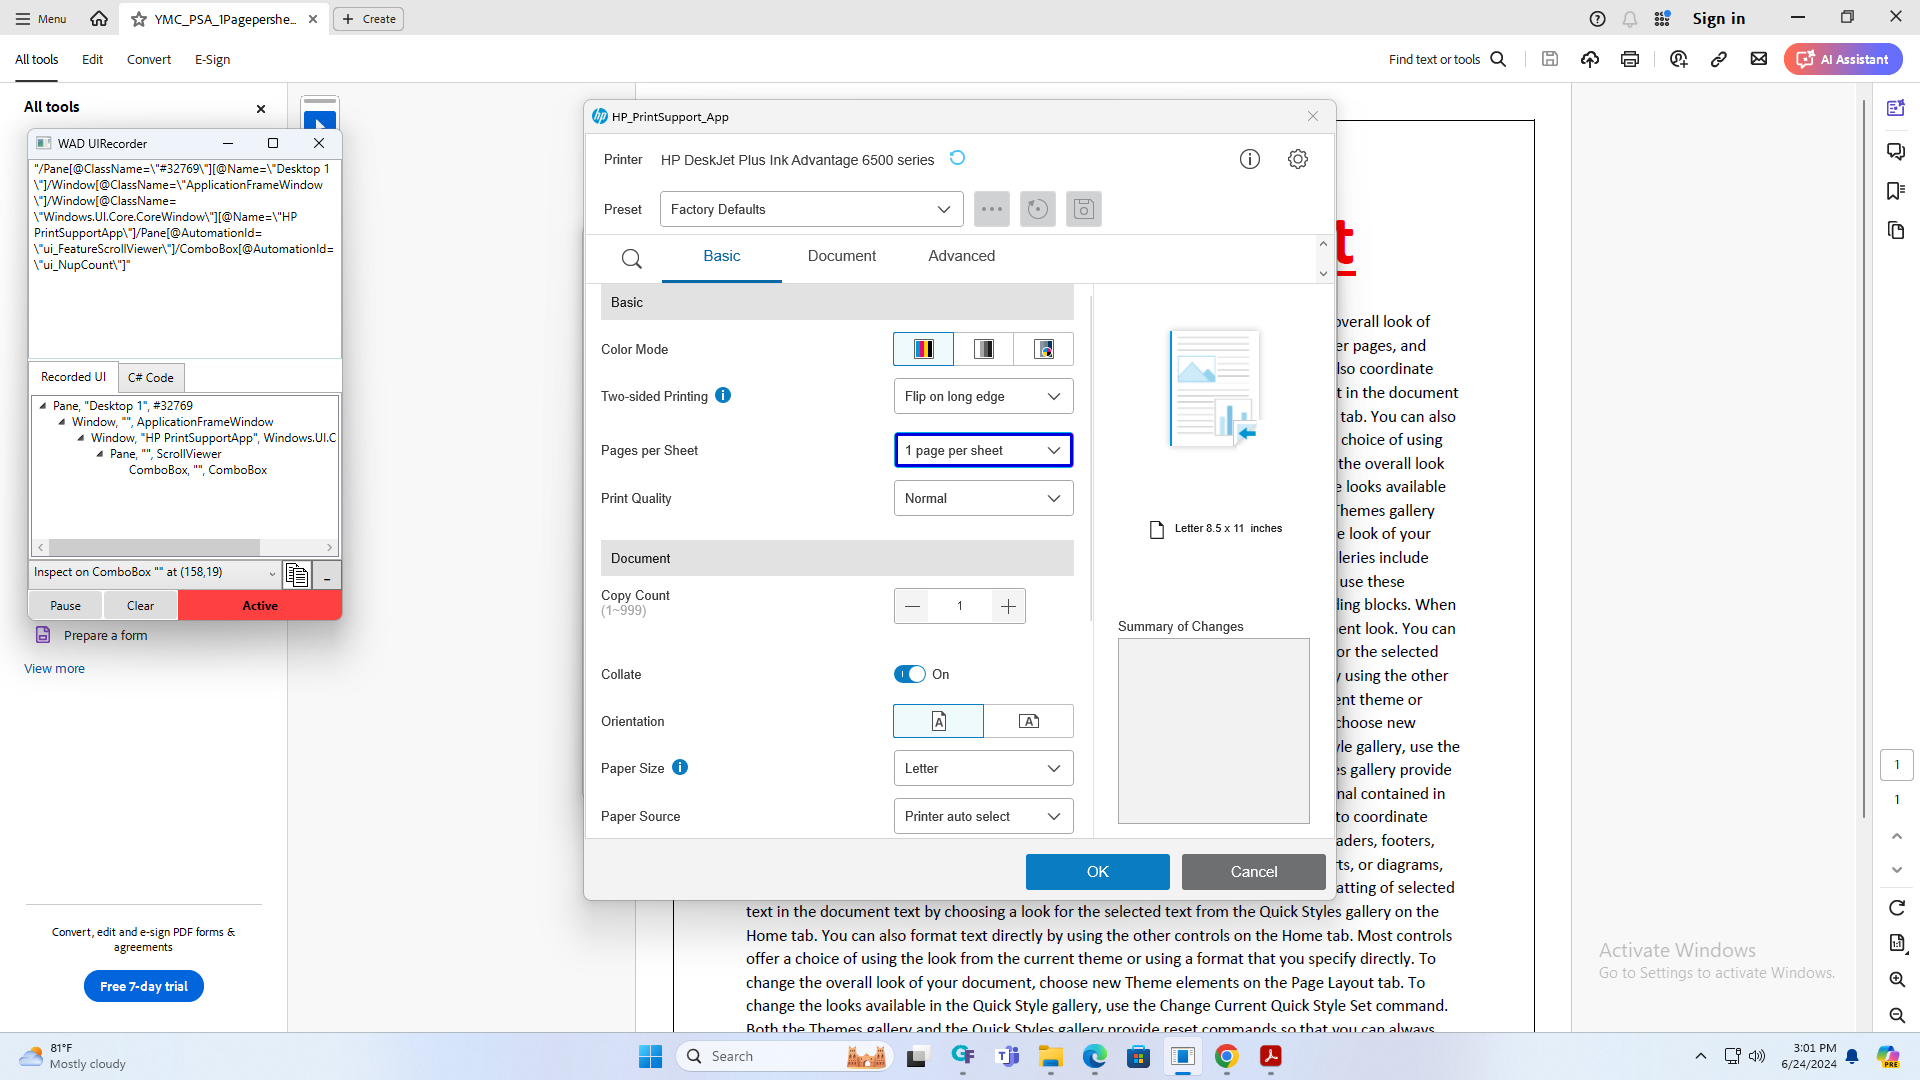 Menu
YMC_PSA_1Pagepershe...
Create
Sign in
All tools
Edit
Convert
E-Sign
Find text or tools
AI Assistant
All tools
WAD UIRecorder
"/Pane[@ClassName=\"#32769\"][@Name=\"Desktop 1
\"]/Window[@ClassName=\"ApplicationFrameWindow
\"]/Window[@ClassName=
\"Windows.UI.Core.CoreWindow\"][@Name=\"HP
PrintSupportApp\"]/Pane[@AutomationId=
\"ui_FeatureScrollViewer\"]/ComboBox[@AutomationId=
\"ui_NupCount\"]"
Recorded UI
C# Code
Pane, "Desktop 1", #32769
Window, "", ApplicationFrameWindow
Window, "HP PrintSupportApp", Windows.UI.C
Pane, "", ScrollViewer
ComboBox, "", ComboBox
Inspect on ComboBox "" at (158,19)
Pause
Clear
Active
Prepare a form
View more
Convert, edit and e-sign PDF forms &
agreements
Free 7-day trial
HP_PrintSupport_App
Printer
HP DeskJet Plus Ink Advantage 6500 series
Preset
Factory Defaults
Basic
Document
Advanced
Basic
Color Mode
Two-sided Printing
Flip on long edge
Pages per Sheet
1 page per sheet
Print Quality
Normal
Document
Copy Count
(1~999)
1
Collate
On
Orientation
Paper Size
Letter
Paper Source
Printer auto select
Letter 8.5 x 11 inches
Summary of Changes
OK
Cancel
t
overall look of
er pages, and
lso coordinate
t in the document
tab. You can also
choice of using
the overall look
e looks available
Themes gallery
e look of your
lleries include
use these
ding blocks. When
ent look. You can
or the selected
y using the other
ent theme or
choose new
yle gallery, use the
es gallery provide
nal contained in
to coordinate
aders, footers,
rts, or diagrams,
atting of selected
text in the document text by choosing a look for the selected text from the Quick Styles gallery on the
Home tab. You can also format text directly by using the other controls on the Home tab. Most controls
offer a choice of using the look from the current theme or using a format that you specify directly. To
change the overall look of your document, choose new Theme elements on the Page Layout tab. To
change the looks available in the Quick Style gallery, use the Change Current Quick Style Set command.
Both the Themes gallery and the Quick Styles gallery provide reset commands so that you can always
1
1
Activate Windows
Go to Settings to activate Windows.
81°F
Mostly cloudy
Search
3:01 PM
6/24/2024